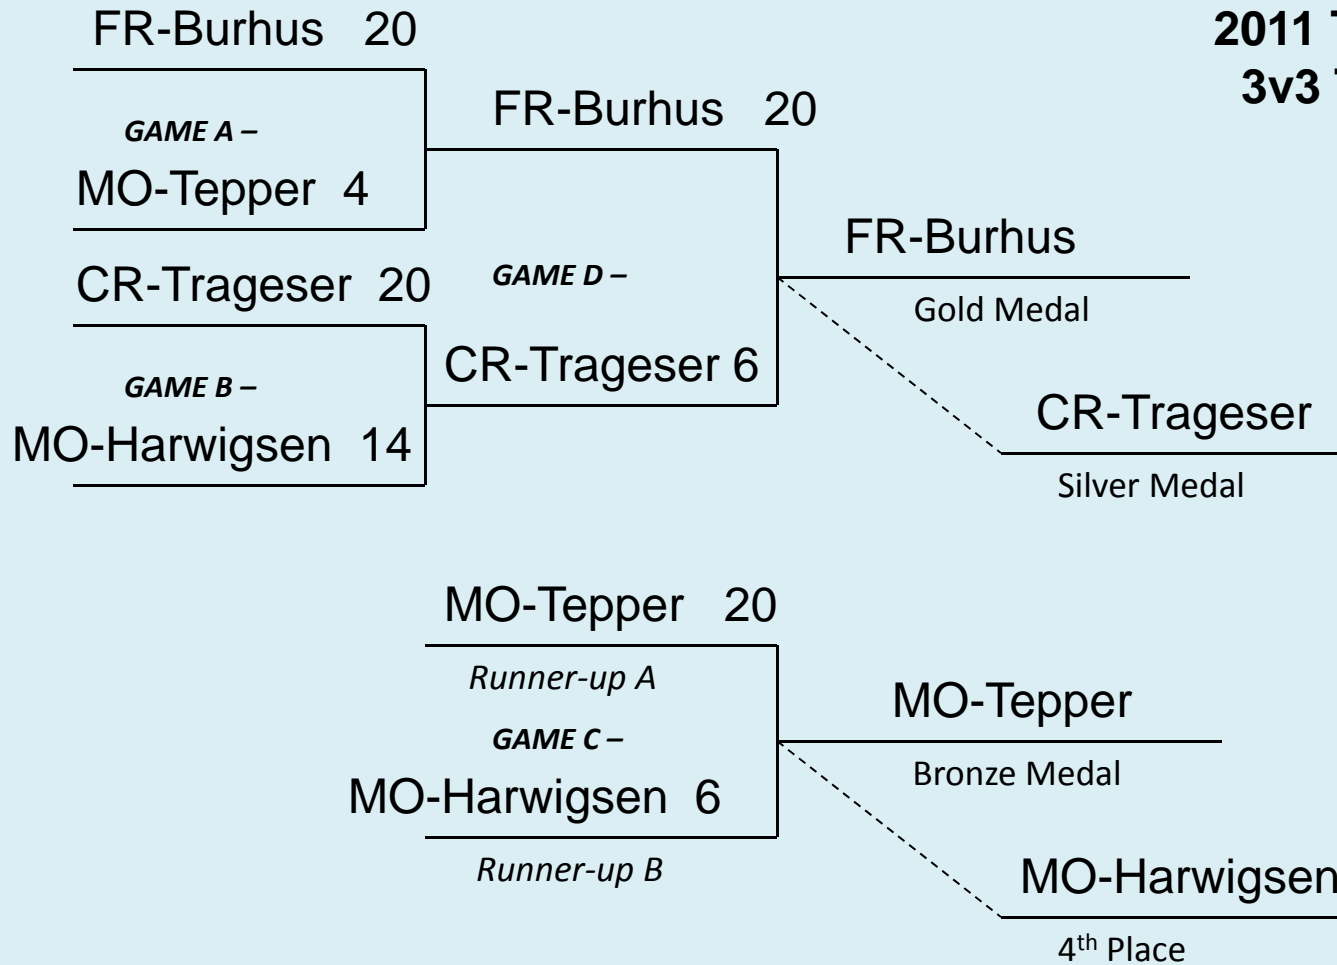 2011 T
3v3 T
FR-Burhus 20
GAME A –
MO-Tepper 4
CR-Trageser 20
GAME B –
MO-Harwigsen 14
FR-Burhus 20
GAME D –
CR-Trageser 6
FR-Burhus
Gold Medal
CR-Trageser
Silver Medal
MO-Tepper 20
Runner-up A
GAME C –
MO-Harwigsen 6
Runner-up B
MO-Tepper
Bronze Medal
MO-Harwigsen
4th Place